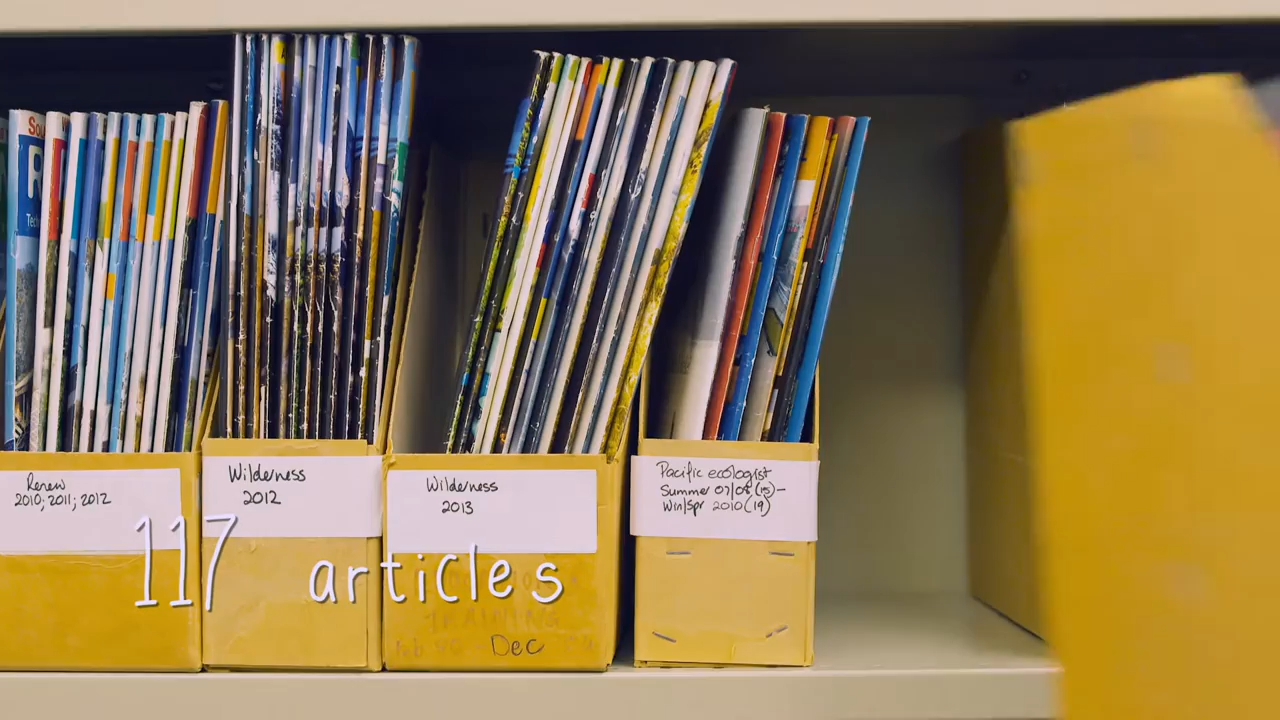 Renew
2010; 2011; 2012
Wilderness
2012
Wilderness
2013
Pacific ecologist
Summer 07/08 (15)-
Win/Spr 2010 (19)
117 articles
Dec